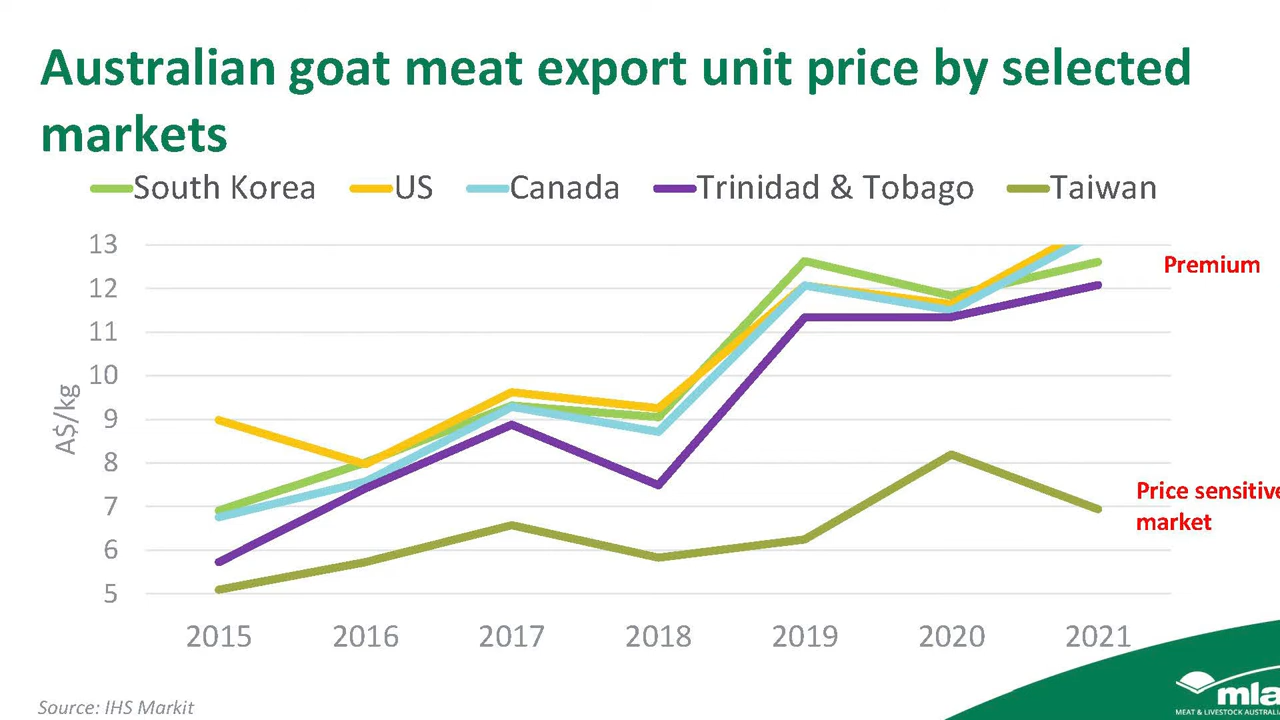 Australian goat meat export unit price by selected
markets
South Korea US Canada Trinidad & Tobago Taiwan
13
12
11
10
9
8
7
6
5
A$/kg
Premium
Price sensitive
market
2015 2016 2017 2018 2019 2020 2021
Source: IHS Markit
mla
MEAT & LIVESTOCK AUSTRALI